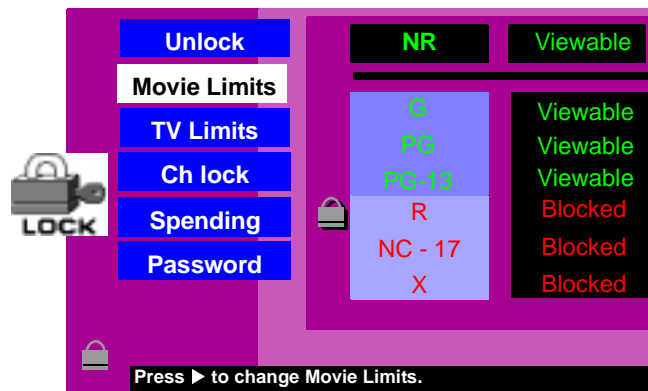 Unlock
Movie Limits
TV Limits
Ch lock
Spending
Password
LOCK
NR Viewable
G Viewable
PG Viewable
PG-13 Viewable
R Blocked
NC - 17 Blocked
X Blocked
Press ▶ to change Movie Limits.